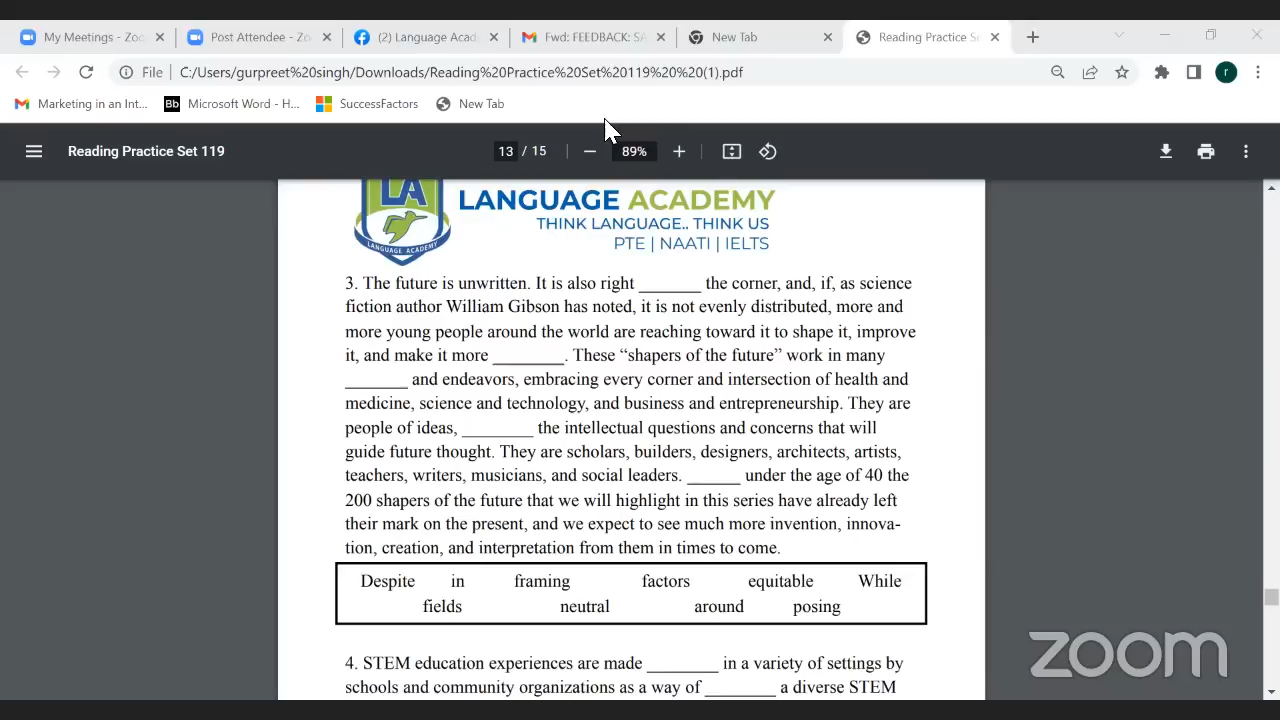 My Meetings - Zoo
Post Attendee - Zo
(2) Language Acad
Fwd: FEEDBACK: SA
New Tab
Reading Practice Se
File
C:/Users/gurpreet%20singh/Downloads/Reading%20Practice%20Set%20119%20%20(1).pdf
r
Marketing in an Int...
Bb Microsoft Word - H...
SuccessFactors
New Tab
Reading Practice Set 119
13 / 15
89%
LA
LANGUAGE ACADEMY
LANGUAGE ACADEMY
THINK LANGUAGE.. THINK US
PTE | NAATI | IELTS
3. The future is unwritten. It is also right _______ the corner, and, if, as science
fiction author William Gibson has noted, it is not evenly distributed, more and
more young people around the world are reaching toward it to shape it, improve
it, and make it more ________. These “shapers of the future” work in many
_______ and endeavors, embracing every corner and intersection of health and
medicine, science and technology, and business and entrepreneurship. They are
people of ideas, ________ the intellectual questions and concerns that will
guide future thought. They are scholars, builders, designers, architects, artists,
teachers, writers, musicians, and social leaders. ______ under the age of 40 the
200 shapers of the future that we will highlight in this series have already left
their mark on the present, and we expect to see much more invention, innova-
tion, creation, and interpretation from them in times to come.
Despite in framing factors equitable While
fields neutral around posing
4. STEM education experiences are made ________ in a variety of settings by
schools and community organizations as a way of ________ a diverse STEM
zoom